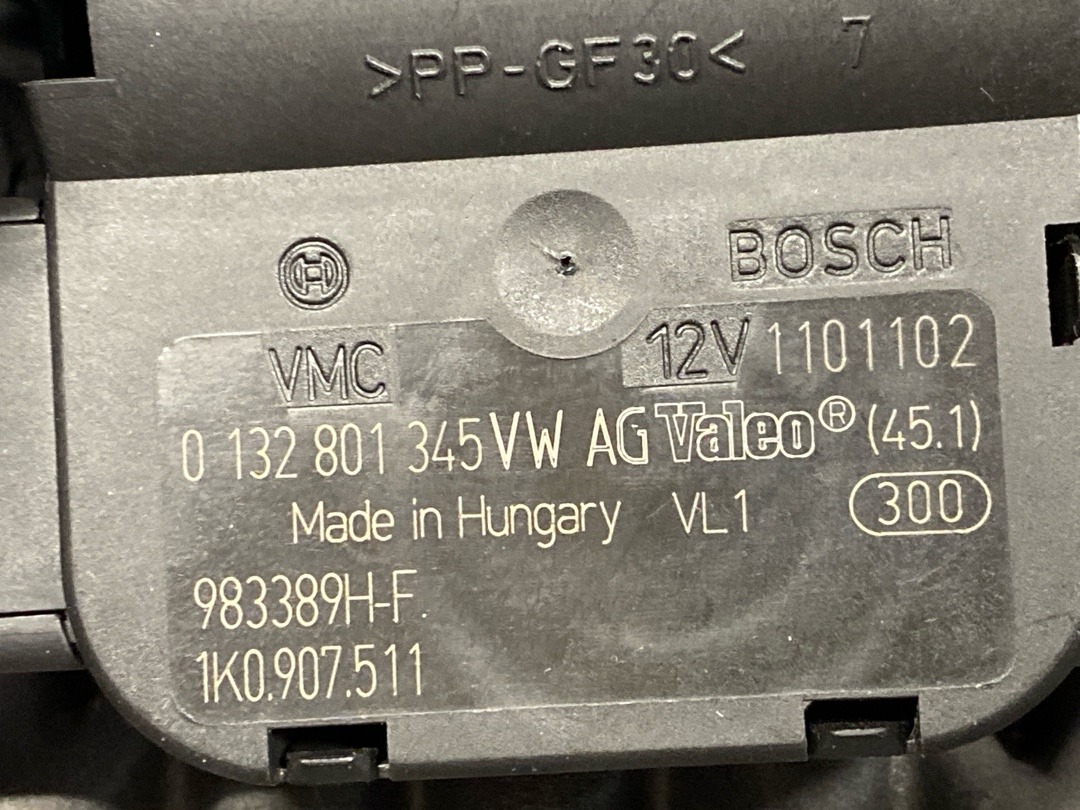 >PP-GF30< 7
BOSCH
VMC 12V 1101102
0 132 801 345 VW AG Valeo® (45.1)
Made in Hungary VL1 300
983389H-F
1K0.907.511